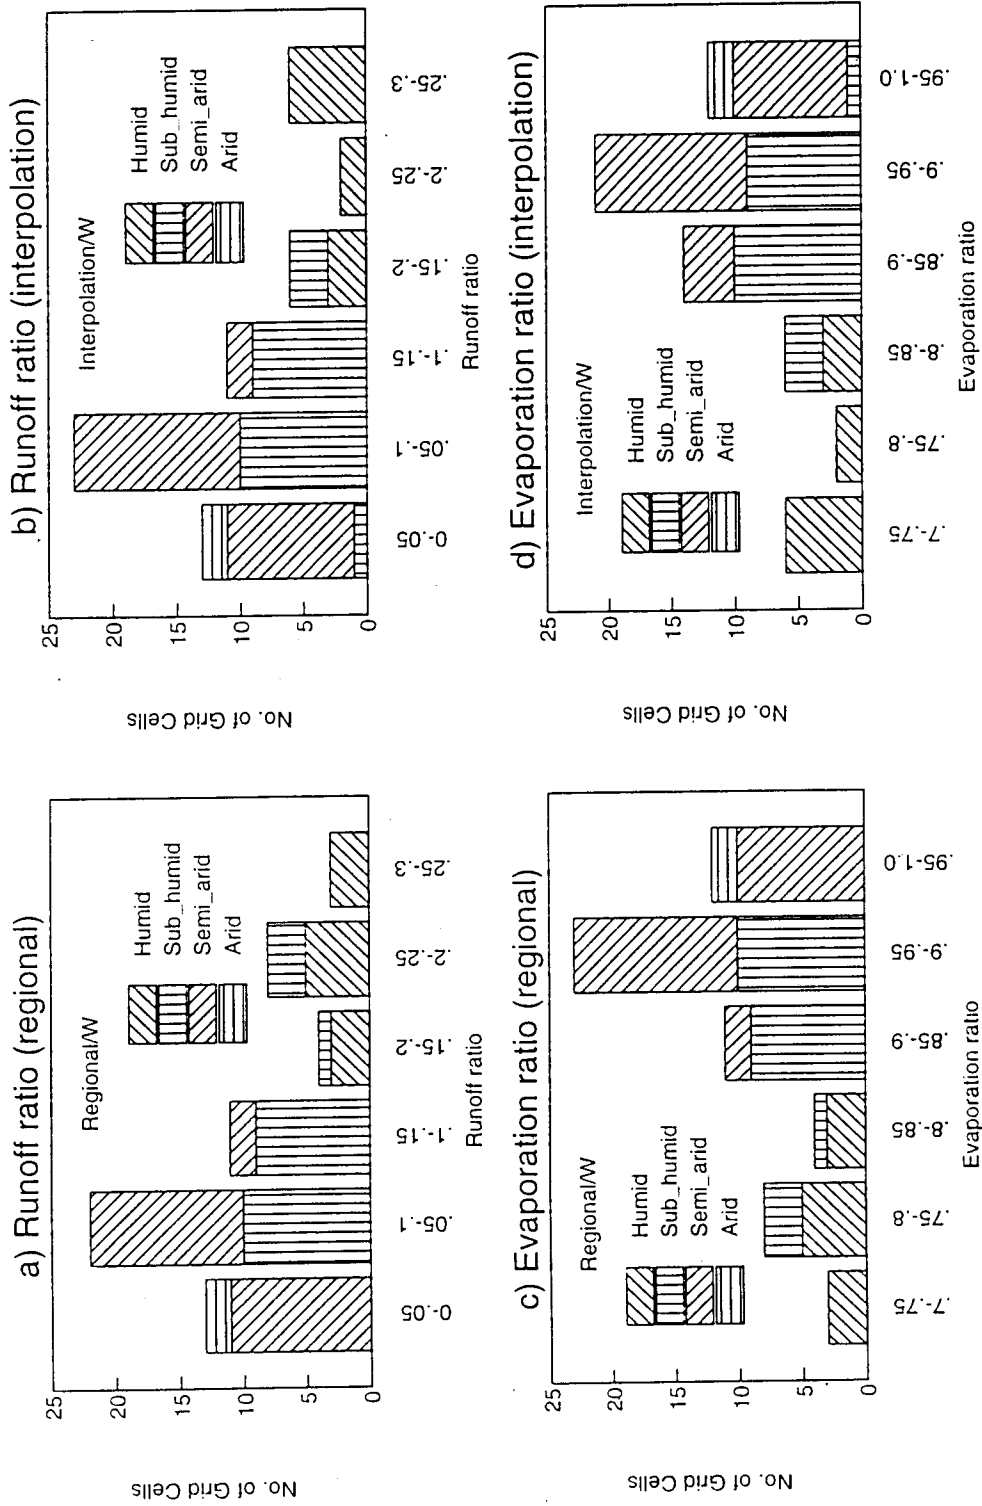 a) Runoff ratio (regional)
No. of Grid Cells
25
20
15
10
5
0
Regional/W
Humid
Sub_humid
Semi_arid
Arid
0-.05
.05-.1
.1-.15
.15-.2
.2-.25
.25-.3
Runoff ratio
b) Runoff ratio (interpolation)
No. of Grid Cells
25
20
15
10
5
0
Interpolation/W
Humid
Sub_humid
Semi_arid
Arid
0-.05
.05-.1
.1-.15
.15-.2
.2-.25
.25-.3
Runoff ratio
c) Evaporation ratio (regional)
No. of Grid Cells
25
20
15
10
5
0
Regional/W
Humid
Sub_humid
Semi_arid
Arid
.7-.75
.75-.8
.8-.85
.85-.9
.9-.95
.95-1.0
Evaporation ratio
d) Evaporation ratio (interpolation)
No. of Grid Cells
25
20
15
10
5
0
Interpolation/W
Humid
Sub_humid
Semi_arid
Arid
.7-.75
.75-.8
.8-.85
.85-.9
.9-.95
.95-1.0
Evaporation ratio